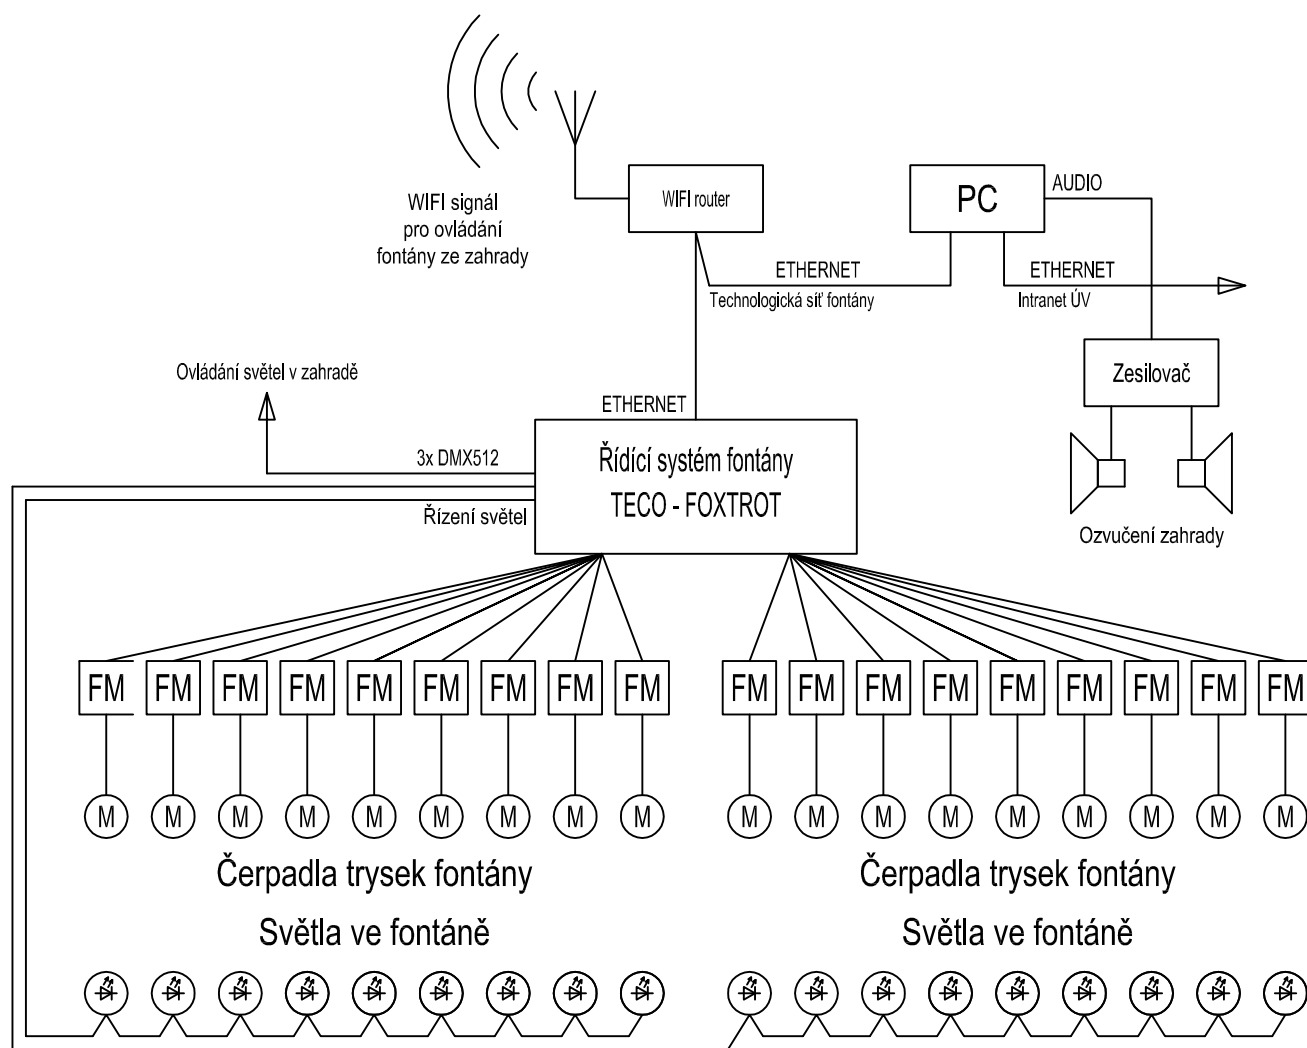 WIFI signál
pro ovládání
fontány ze zahrady
WIFI router
PC
AUDIO
ETHERNET
Technologická síť fontány
ETHERNET
Intranet ÚV
Zesilovač
Ozvučení zahrady
Ovládání světel v zahradě
ETHERNET
3x DMX512
Řízení světel
Řídící systém fontány
TECO - FOXTROT
FM FM FM FM FM FM FM FM FM FM FM FM FM FM FM FM FM FM
M M M M M M M M M M M M M M M M M M
Čerpadla trysek fontány
Čerpadla trysek fontány
Světla ve fontáně
Světla ve fontáně